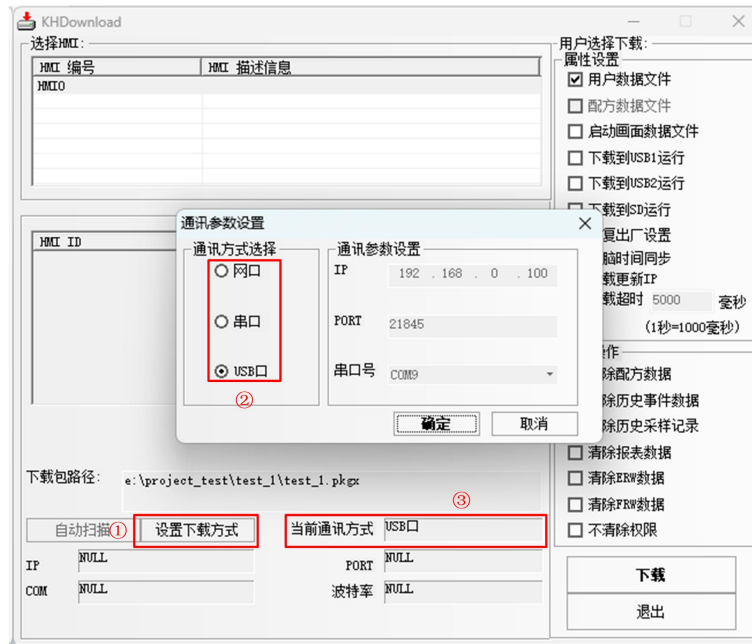 KHDownload
选择HMI:
HMI 编号 HMI 描述信息
HMI0
用户选择下载:
属性设置
用户数据文件
配方数据文件
启动画面数据文件
下载到USB1运行
下载到USB2运行
下载到SD运行
复出厂设置
脑时间同步
载更新IP
载超时 5000 毫秒
(1秒=1000毫秒)
HMI ID
通讯参数设置
通讯方式选择
网口
串口
USB口
②
通讯参数设置
IP 192 . 168 . 0 . 100
PORT 21845
串口号 COM9
确定 取消
操作
除配方数据
除历史事件数据
除历史采样记录
清除报表数据
清除ERW数据
清除FRW数据
不清除权限
下载包路径: e:\project_test\test_1\test_1.pkgx
③
自动扫描 ① 设置下载方式 当前通讯方式 USB口
IP NULL PORT NULL
COM NULL 波特率 NULL
下载
退出